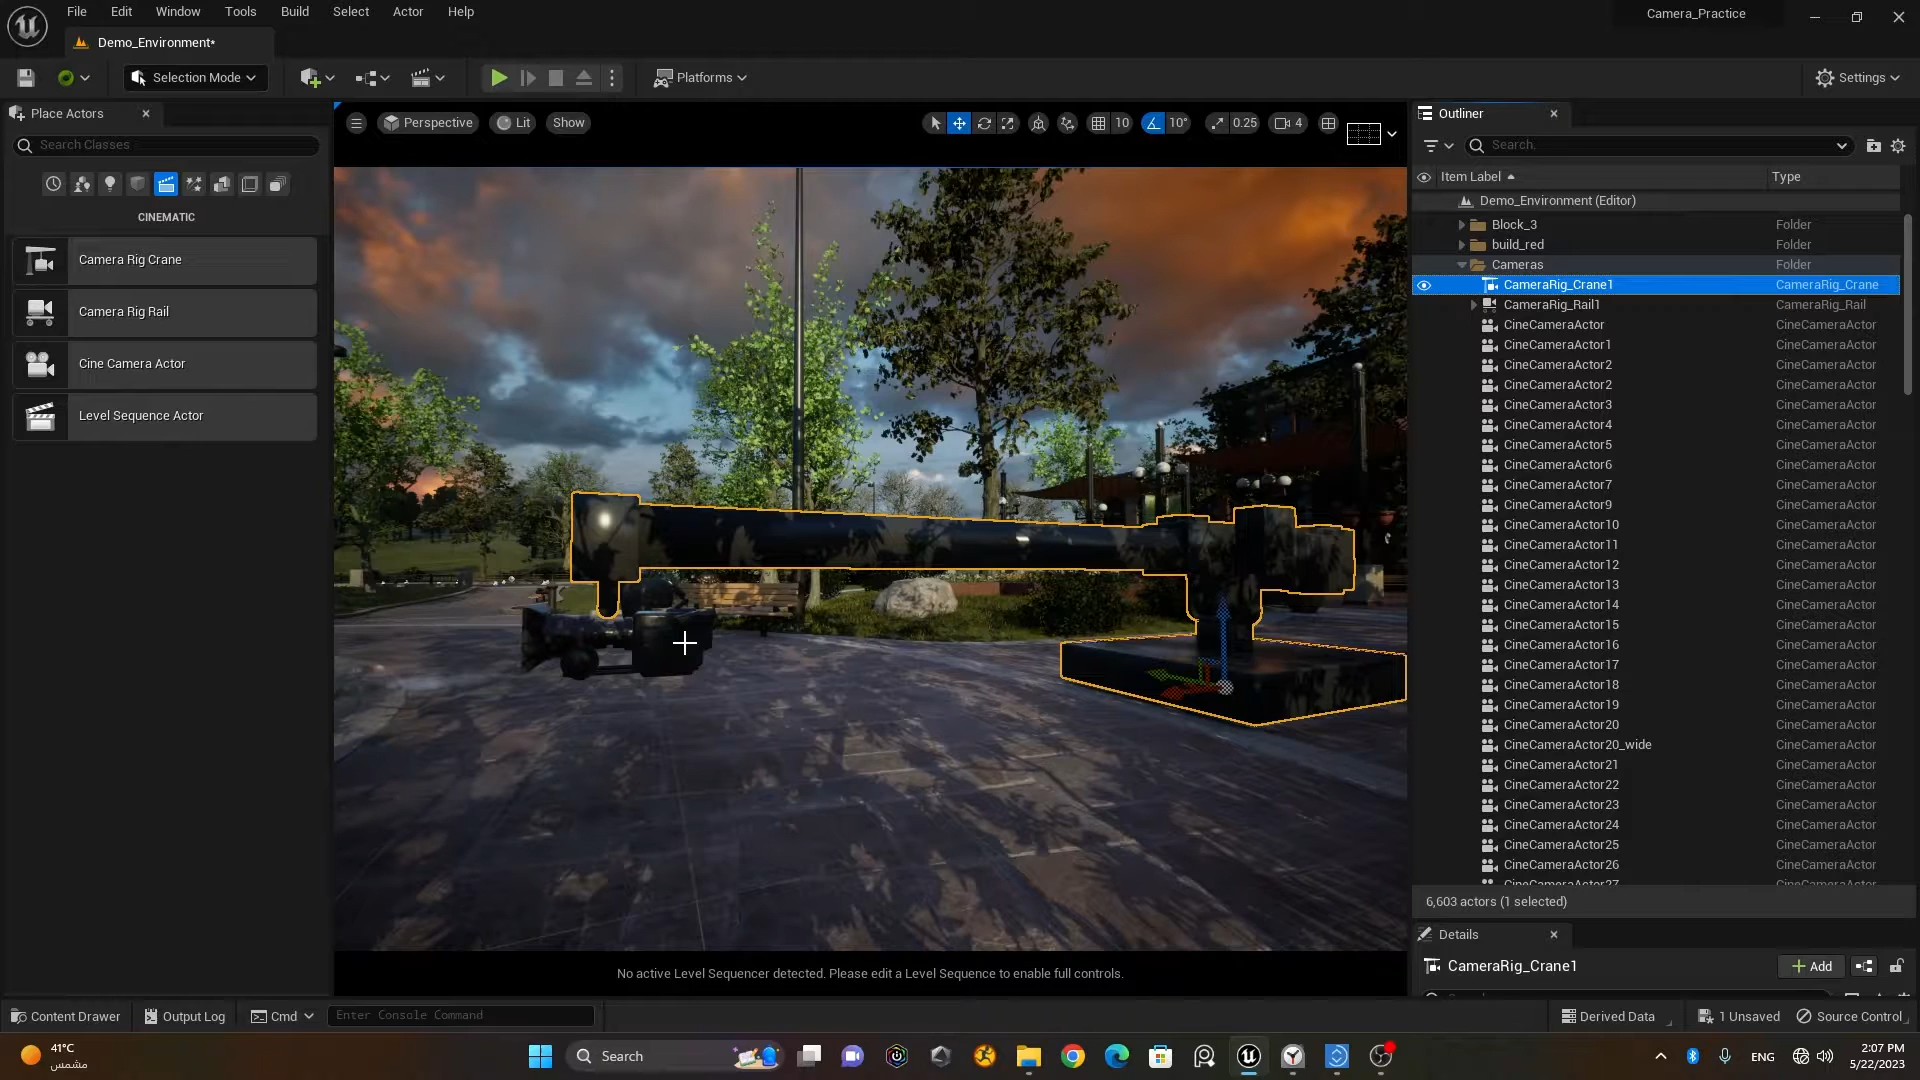 File Edit Window Tools Build Select Actor Help
Camera_Practice
Demo_Environment*
Selection Mode
Platforms
Settings
Place Actors
Search Classes
CINEMATIC
Camera Rig Crane
Camera Rig Rail
Cine Camera Actor
Level Sequence Actor
Perspective Lit Show
10 10° 0.25 4
No active Level Sequencer detected. Please edit a Level Sequence to enable full controls.
Outliner
Search.
Item Label Type
Demo_Environment (Editor)
Block_3 Folder
build_red Folder
Cameras Folder
CameraRig_Crane1 CameraRig_Crane
CameraRig_Rail1 CameraRig_Rail
CineCameraActor CineCameraActor
CineCameraActor1 CineCameraActor
CineCameraActor2 CineCameraActor
CineCameraActor2 CineCameraActor
CineCameraActor3 CineCameraActor
CineCameraActor4 CineCameraActor
CineCameraActor5 CineCameraActor
CineCameraActor6 CineCameraActor
CineCameraActor7 CineCameraActor
CineCameraActor9 CineCameraActor
CineCameraActor10 CineCameraActor
CineCameraActor11 CineCameraActor
CineCameraActor12 CineCameraActor
CineCameraActor13 CineCameraActor
CineCameraActor14 CineCameraActor
CineCameraActor15 CineCameraActor
CineCameraActor16 CineCameraActor
CineCameraActor17 CineCameraActor
CineCameraActor18 CineCameraActor
CineCameraActor19 CineCameraActor
CineCameraActor20 CineCameraActor
CineCameraActor20_wide CineCameraActor
CineCameraActor21 CineCameraActor
CineCameraActor22 CineCameraActor
CineCameraActor23 CineCameraActor
CineCameraActor24 CineCameraActor
CineCameraActor25 CineCameraActor
CineCameraActor26 CineCameraActor
6,603 actors (1 selected)
Details
CameraRig_Crane1
Add
Content Drawer Output Log Cmd Enter Console Command
Derived Data 1 Unsaved Source Control
41°C
مشمس
Search
ENG
2:07 PM
5/22/2023